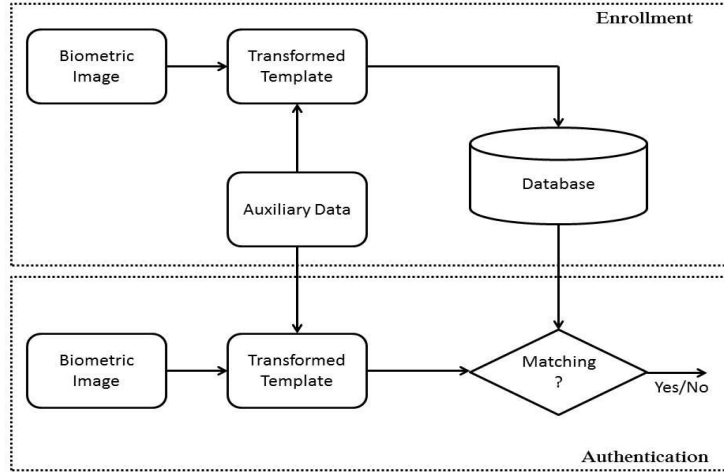 Enrollment
Biometric
Image
Transformed
Template
Auxiliary Data
Database
Biometric
Image
Transformed
Template
Matching
?
Yes/No
Authentication